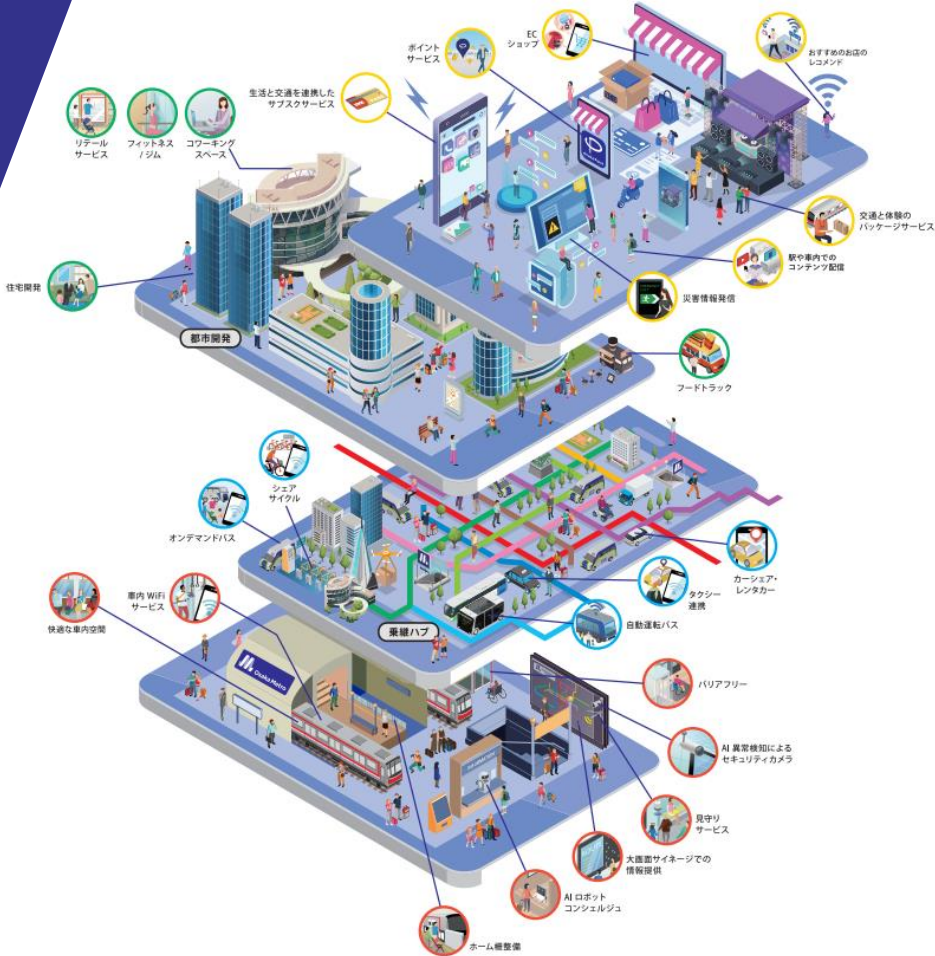 EC
ショップ
ポイント
サービス
おすすめのお店の
レコメンド
生活と交通を連携した
サブスクサービス
リテール
サービス
フィットネス
/ ジム
コワーキング
スペース
交通と体験の
パッケージサービス
駅や車内での
コンテンツ配信
災害情報発信
住宅開発
都市開発
フードトラック
シェア
サイクル
オンデマンドバス
カーシェア・
レンタカー
タクシー
連携
自動運転バス
乗継ハブ
車内 WiFi
サービス
快適な車内空間
Osaka Metro
バリアフリー
AI 異常検知による
セキュリティカメラ
見守り
サービス
大画面サイネージでの
情報提供
AI ロボット
コンシェルジュ
ホーム柵整備